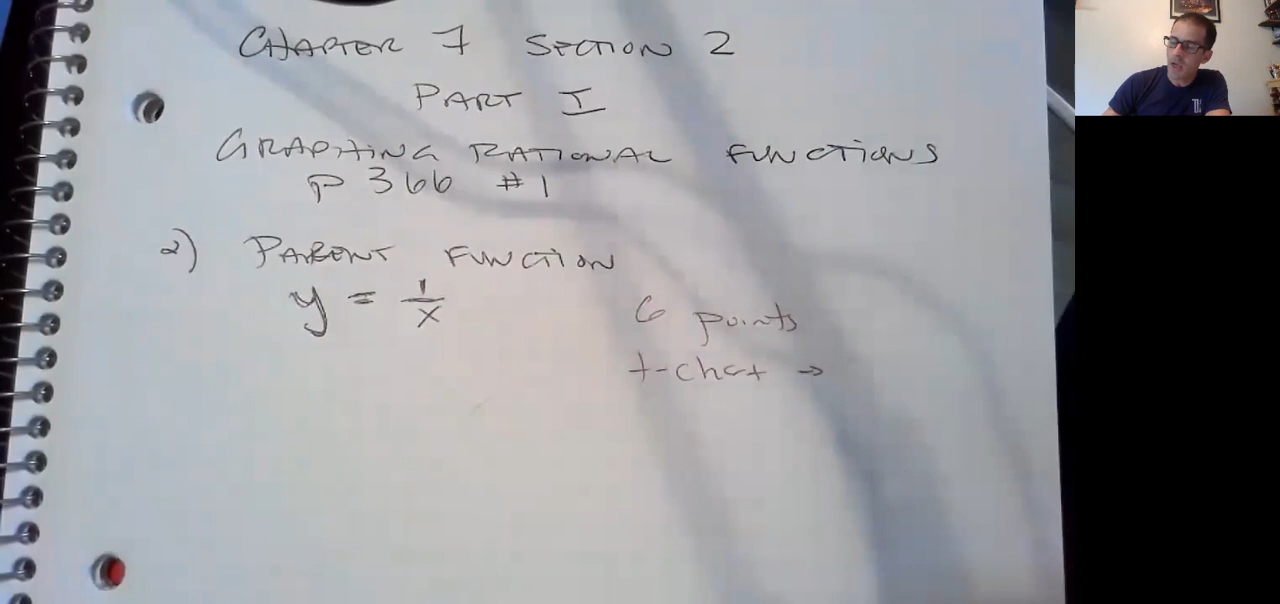 CHAPTER 7 SECTION 2
PART I
GRAPHING RATIONAL FUNCTIONS
P 366 #1
2) PARENT FUNCTION
y = 1/x
6 points
t-chart →